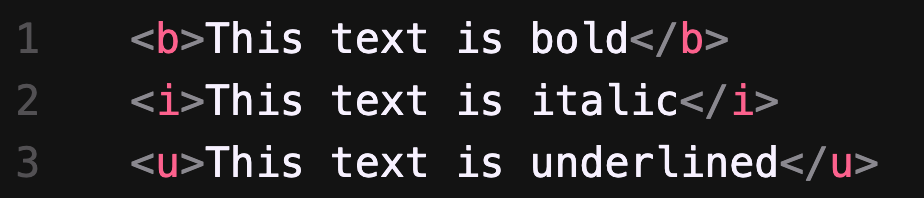 1 <b>This text is bold</b>
2 <i>This text is italic</i>
3 <u>This text is underlined</u>